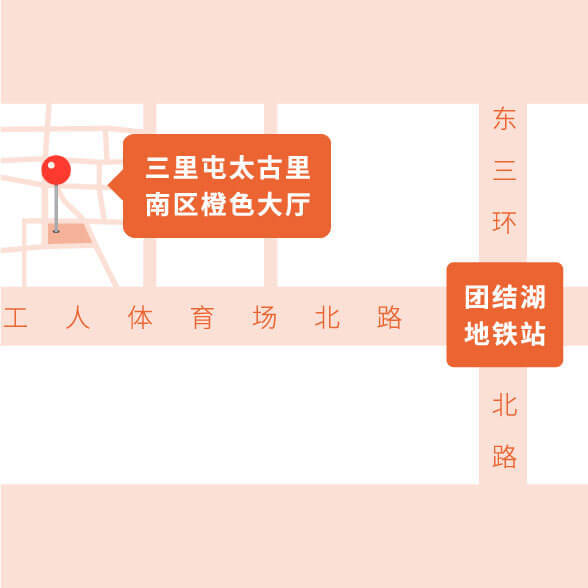 三里屯太古里
南区橙色大厅
工人体育场北路
东三环北路
团结湖
地铁站